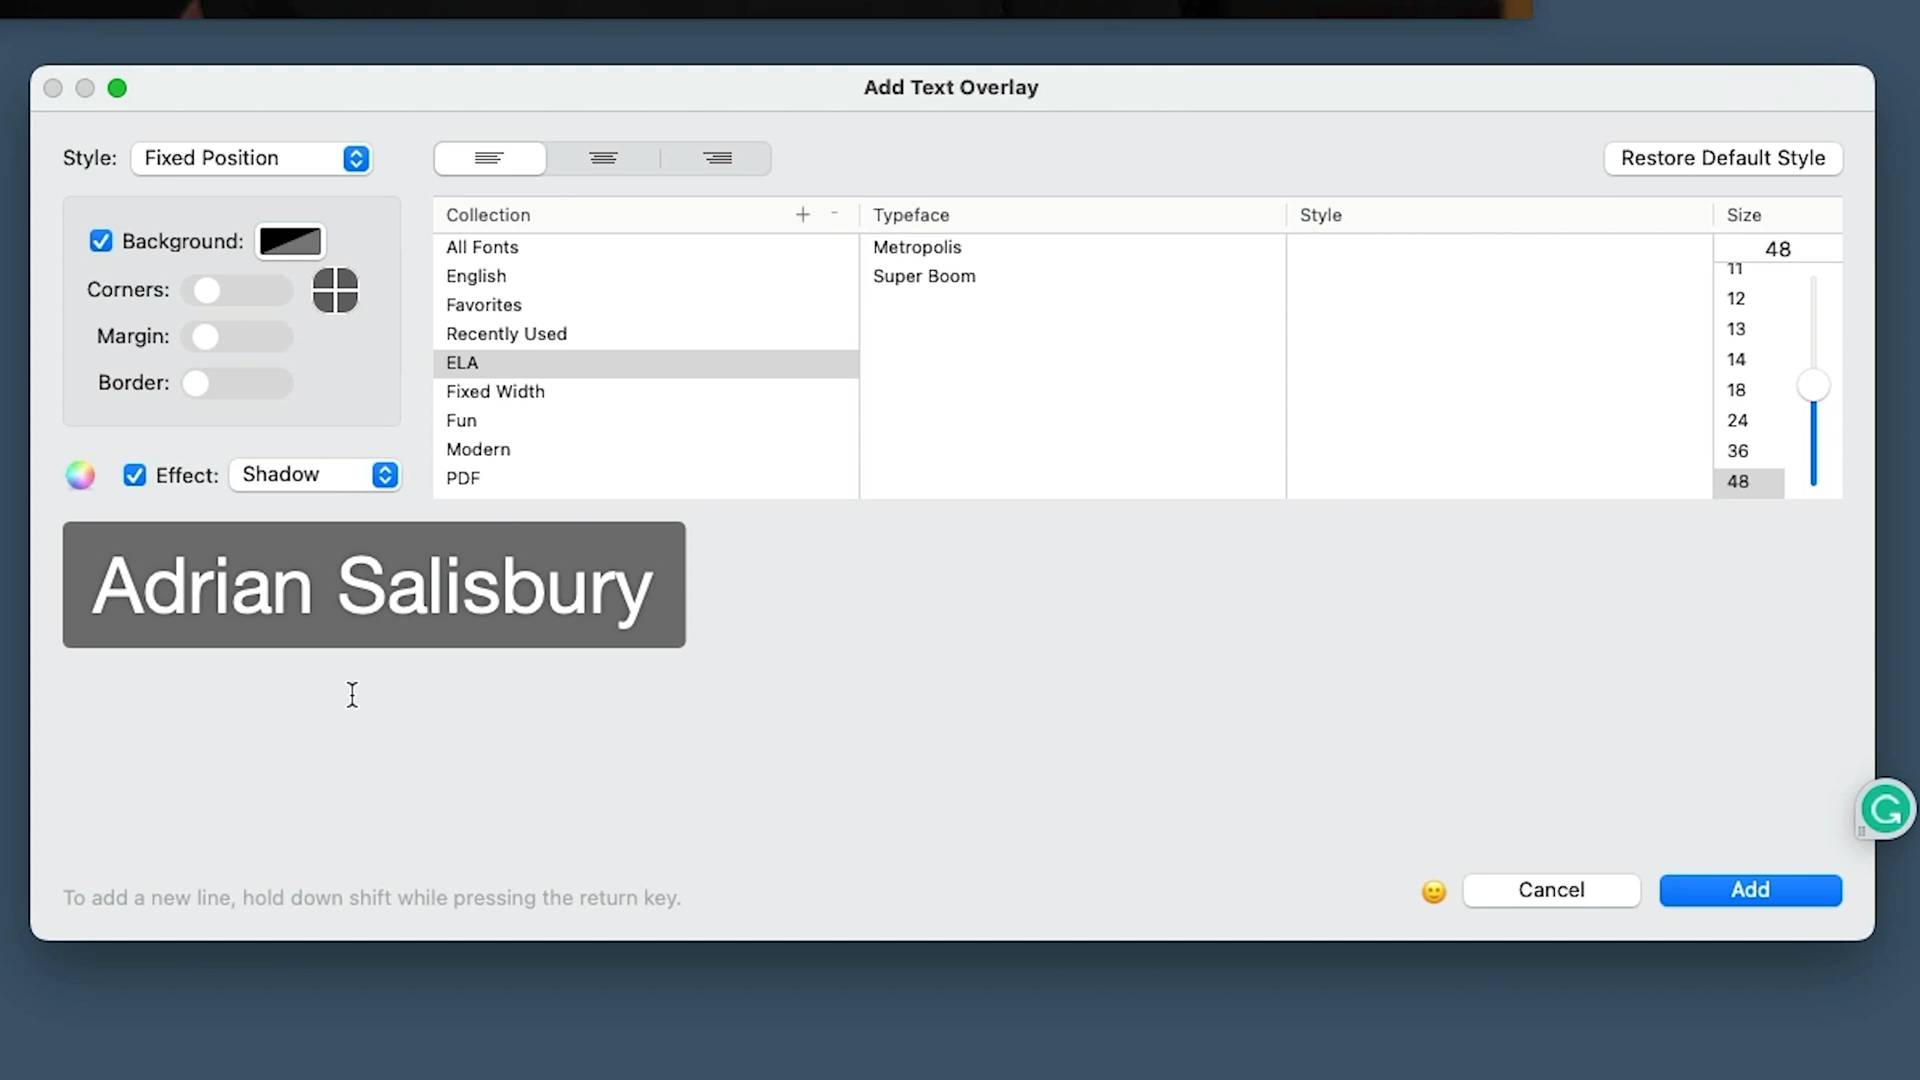 Add Text Overlay
Style: Fixed Position
Restore Default Style
Background:
Corners:
Margin:
Border:
Effect: Shadow
Collection + -
All Fonts
English
Favorites
Recently Used
ELA
Fixed Width
Fun
Modern
PDF
Typeface
Metropolis
Super Boom
Style
Size
48
11
12
13
14
18
24
36
48
Adrian Salisbury
To add a new line, hold down shift while pressing the return key.
Cancel
Add